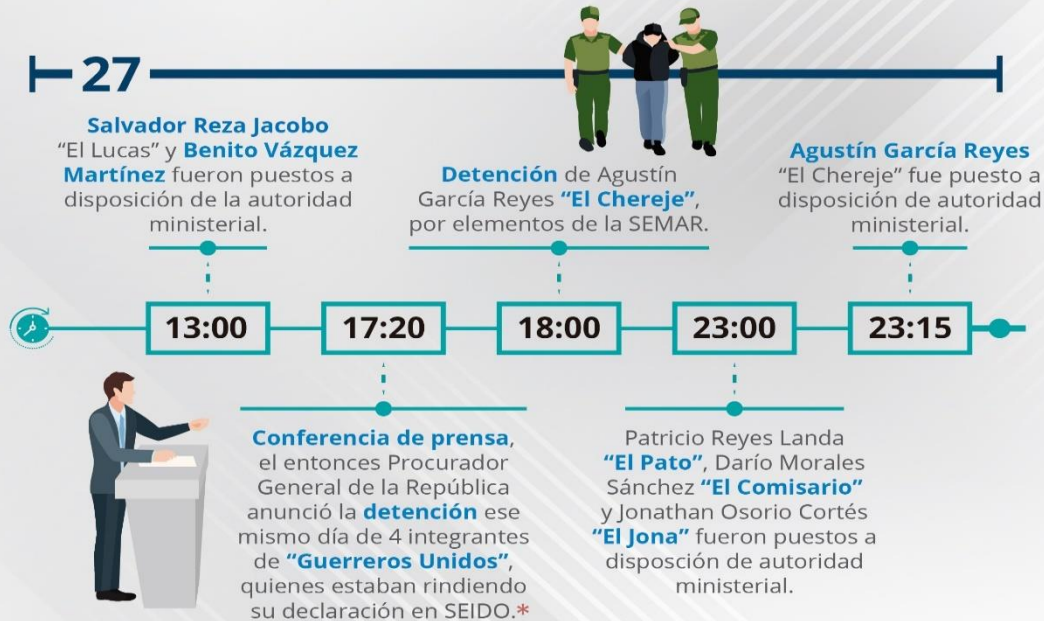 27
Salvador Reza Jacobo
“El Lucas” y Benito Vázquez
Martínez fueron puestos a
disposición de la autoridad
ministerial.
Detención de Agustín
García Reyes “El Chereje”,
por elementos de la SEMAR.
Agustín García Reyes
“El Chereje” fue puesto a
disposición de autoridad
ministerial.
13:00
17:20
18:00
23:00
23:15
Conferencia de prensa,
el entonces Procurador
General de la República
anunció la detención ese
mismo día de 4 integrantes
de “Guerreros Unidos”,
quienes estaban rindiendo
su declaración en SEIDO.*
Patricio Reyes Landa
“El Pato”, Darío Morales
Sánchez “El Comisario”
y Jonathan Osorio Cortés
“El Jona” fueron puestos a
disposción de autoridad
ministerial.